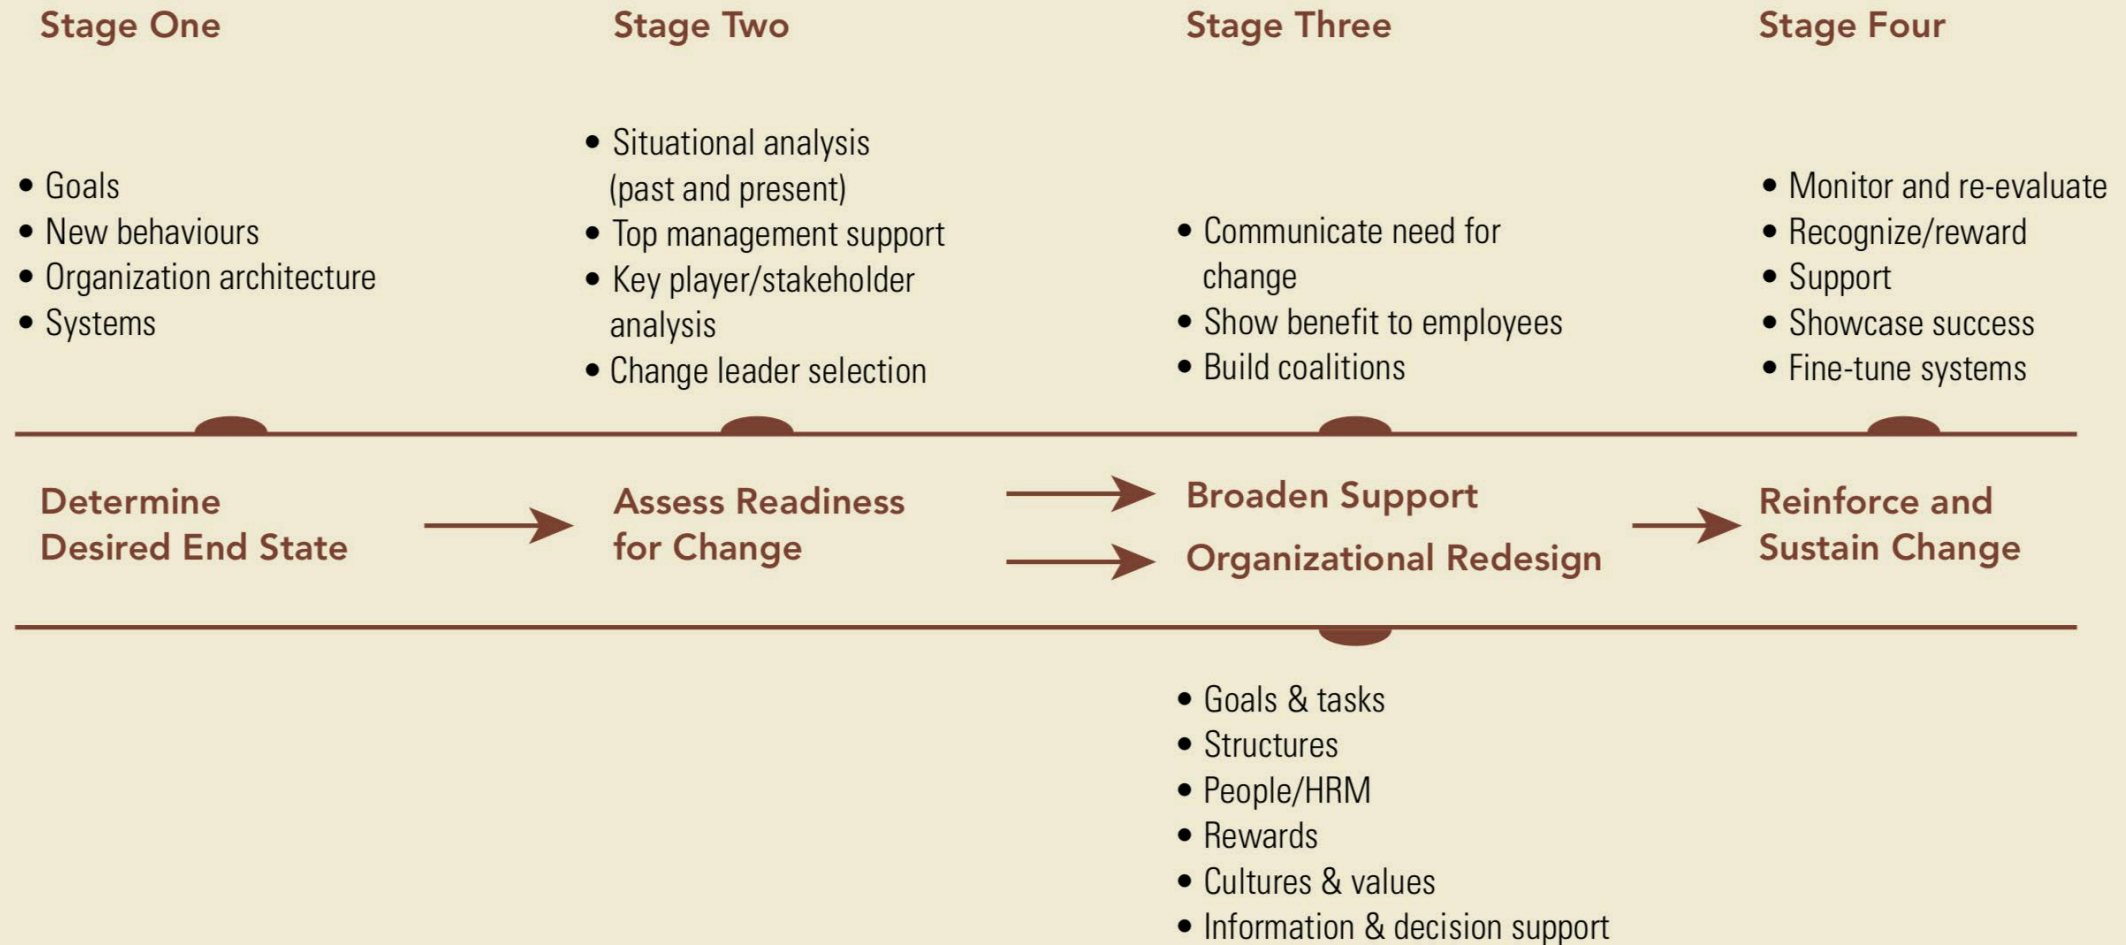 Stage One
Stage Two
Stage Three
Stage Four
• Goals
• New behaviours
• Organization architecture
• Systems
• Situational analysis
(past and present)
• Top management support
• Key player/stakeholder
analysis
• Change leader selection
• Communicate need for
change
• Show benefit to employees
• Build coalitions
• Monitor and re-evaluate
• Recognize/reward
• Support
• Showcase success
• Fine-tune systems
Determine
Desired End State
Assess Readiness
for Change
Broaden Support
Organizational Redesign
Reinforce and
Sustain Change
• Goals & tasks
• Structures
• People/HRM
• Rewards
• Cultures & values
• Information & decision support